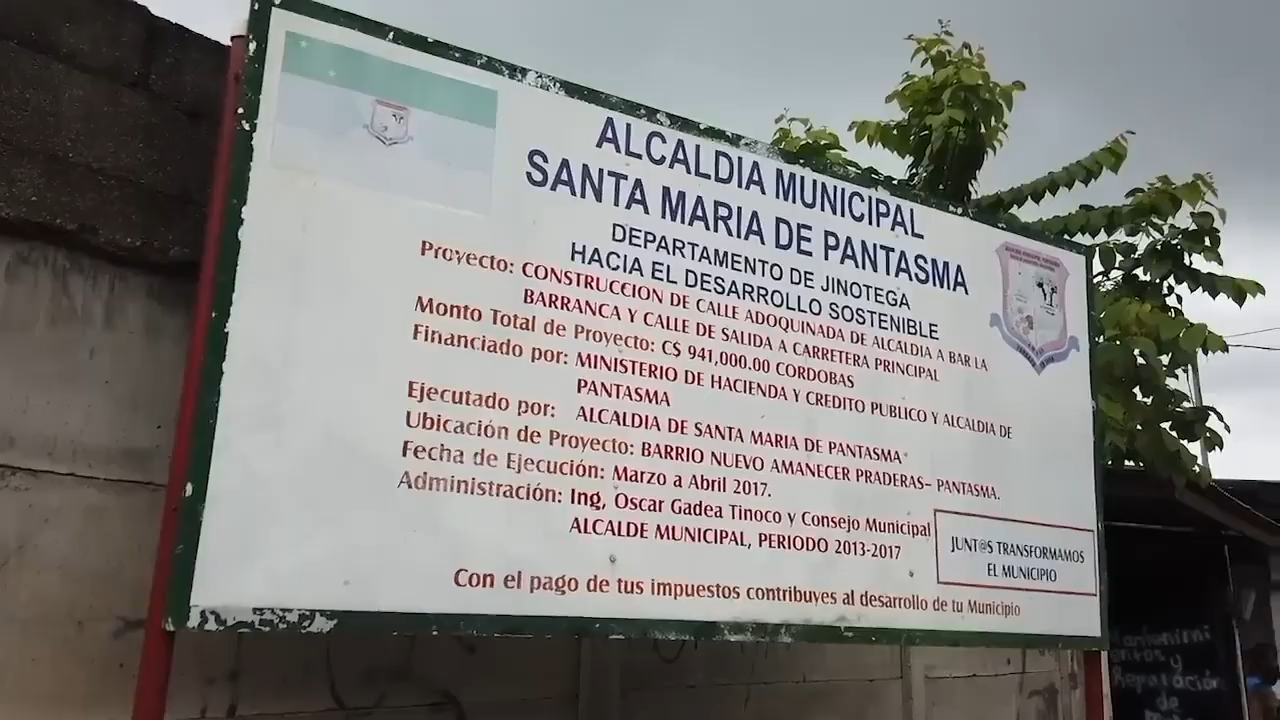 ALCALDIA MUNICIPAL
SANTA MARIA DE PANTASMA
DEPARTAMENTO DE JINOTEGA
HACIA EL DESARROLLO SOSTENIBLE
Proyecto: CONSTRUCCION DE CALLE ADOQUINADA DE ALCALDIA A BAR LA
BARRANCA Y CALLE DE SALIDA A CARRETERA PRINCIPAL
Monto Total de Proyecto: C$ 941,000.00 CORDOBAS
Financiado por: MINISTERIO DE HACIENDA Y CREDITO PUBLICO Y ALCALDIA DE
PANTASMA
Ejecutado por: ALCALDIA DE SANTA MARIA DE PANTASMA
Ubicación de Proyecto: BARRIO NUEVO AMANECER PRADERAS- PANTASMA.
Fecha de Ejecución: Marzo a Abril 2017.
Administración: Ing, Oscar Gadea Tinoco y Consejo Municipal
ALCALDE MUNICIPAL, PERIODO 2013-2017
JUNT@S TRANSFORMAMOS
EL MUNICIPIO
Con el pago de tus impuestos contribuyes al desarrollo de tu Municipio
Mantenimi
entos y
Reparación
de